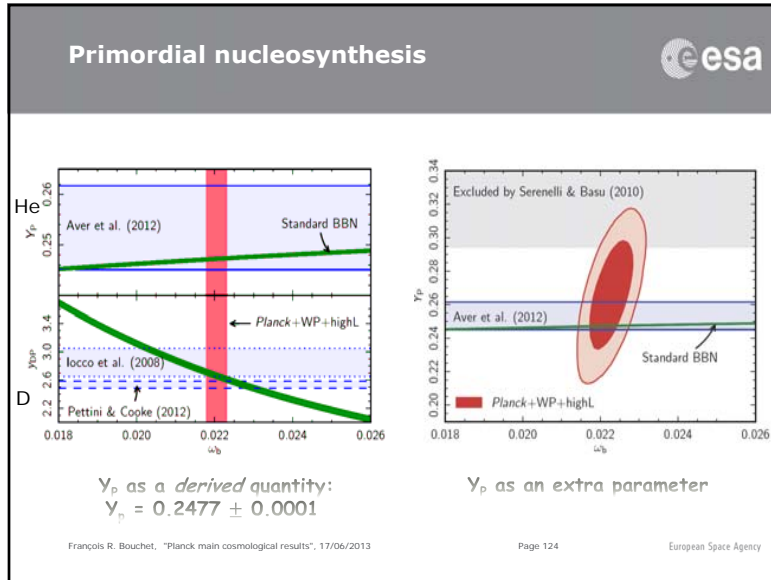 Primordial nucleosynthesis
esa
He
Y_P
0.26
0.25
Aver et al. (2012)
Standard BBN
D
y_DP
3.4
3.0
2.6
2.2
Planck+WP+highL
Iocco et al. (2008)
Pettini & Cooke (2012)
0.018 0.020 0.022 0.024 0.026
ω_b
Y_P
0.34
0.32
0.30
0.28
0.26
0.24
0.22
0.20
Excluded by Serenelli & Basu (2010)
Aver et al. (2012)
Standard BBN
Planck+WP+highL
0.018 0.020 0.022 0.024 0.026
ω_b
Y_P as a derived quantity:
Y_P = 0.2477 ± 0.0001
Y_P as an extra parameter
François R. Bouchet, "Planck main cosmological results", 17/06/2013
Page 124
European Space Agency